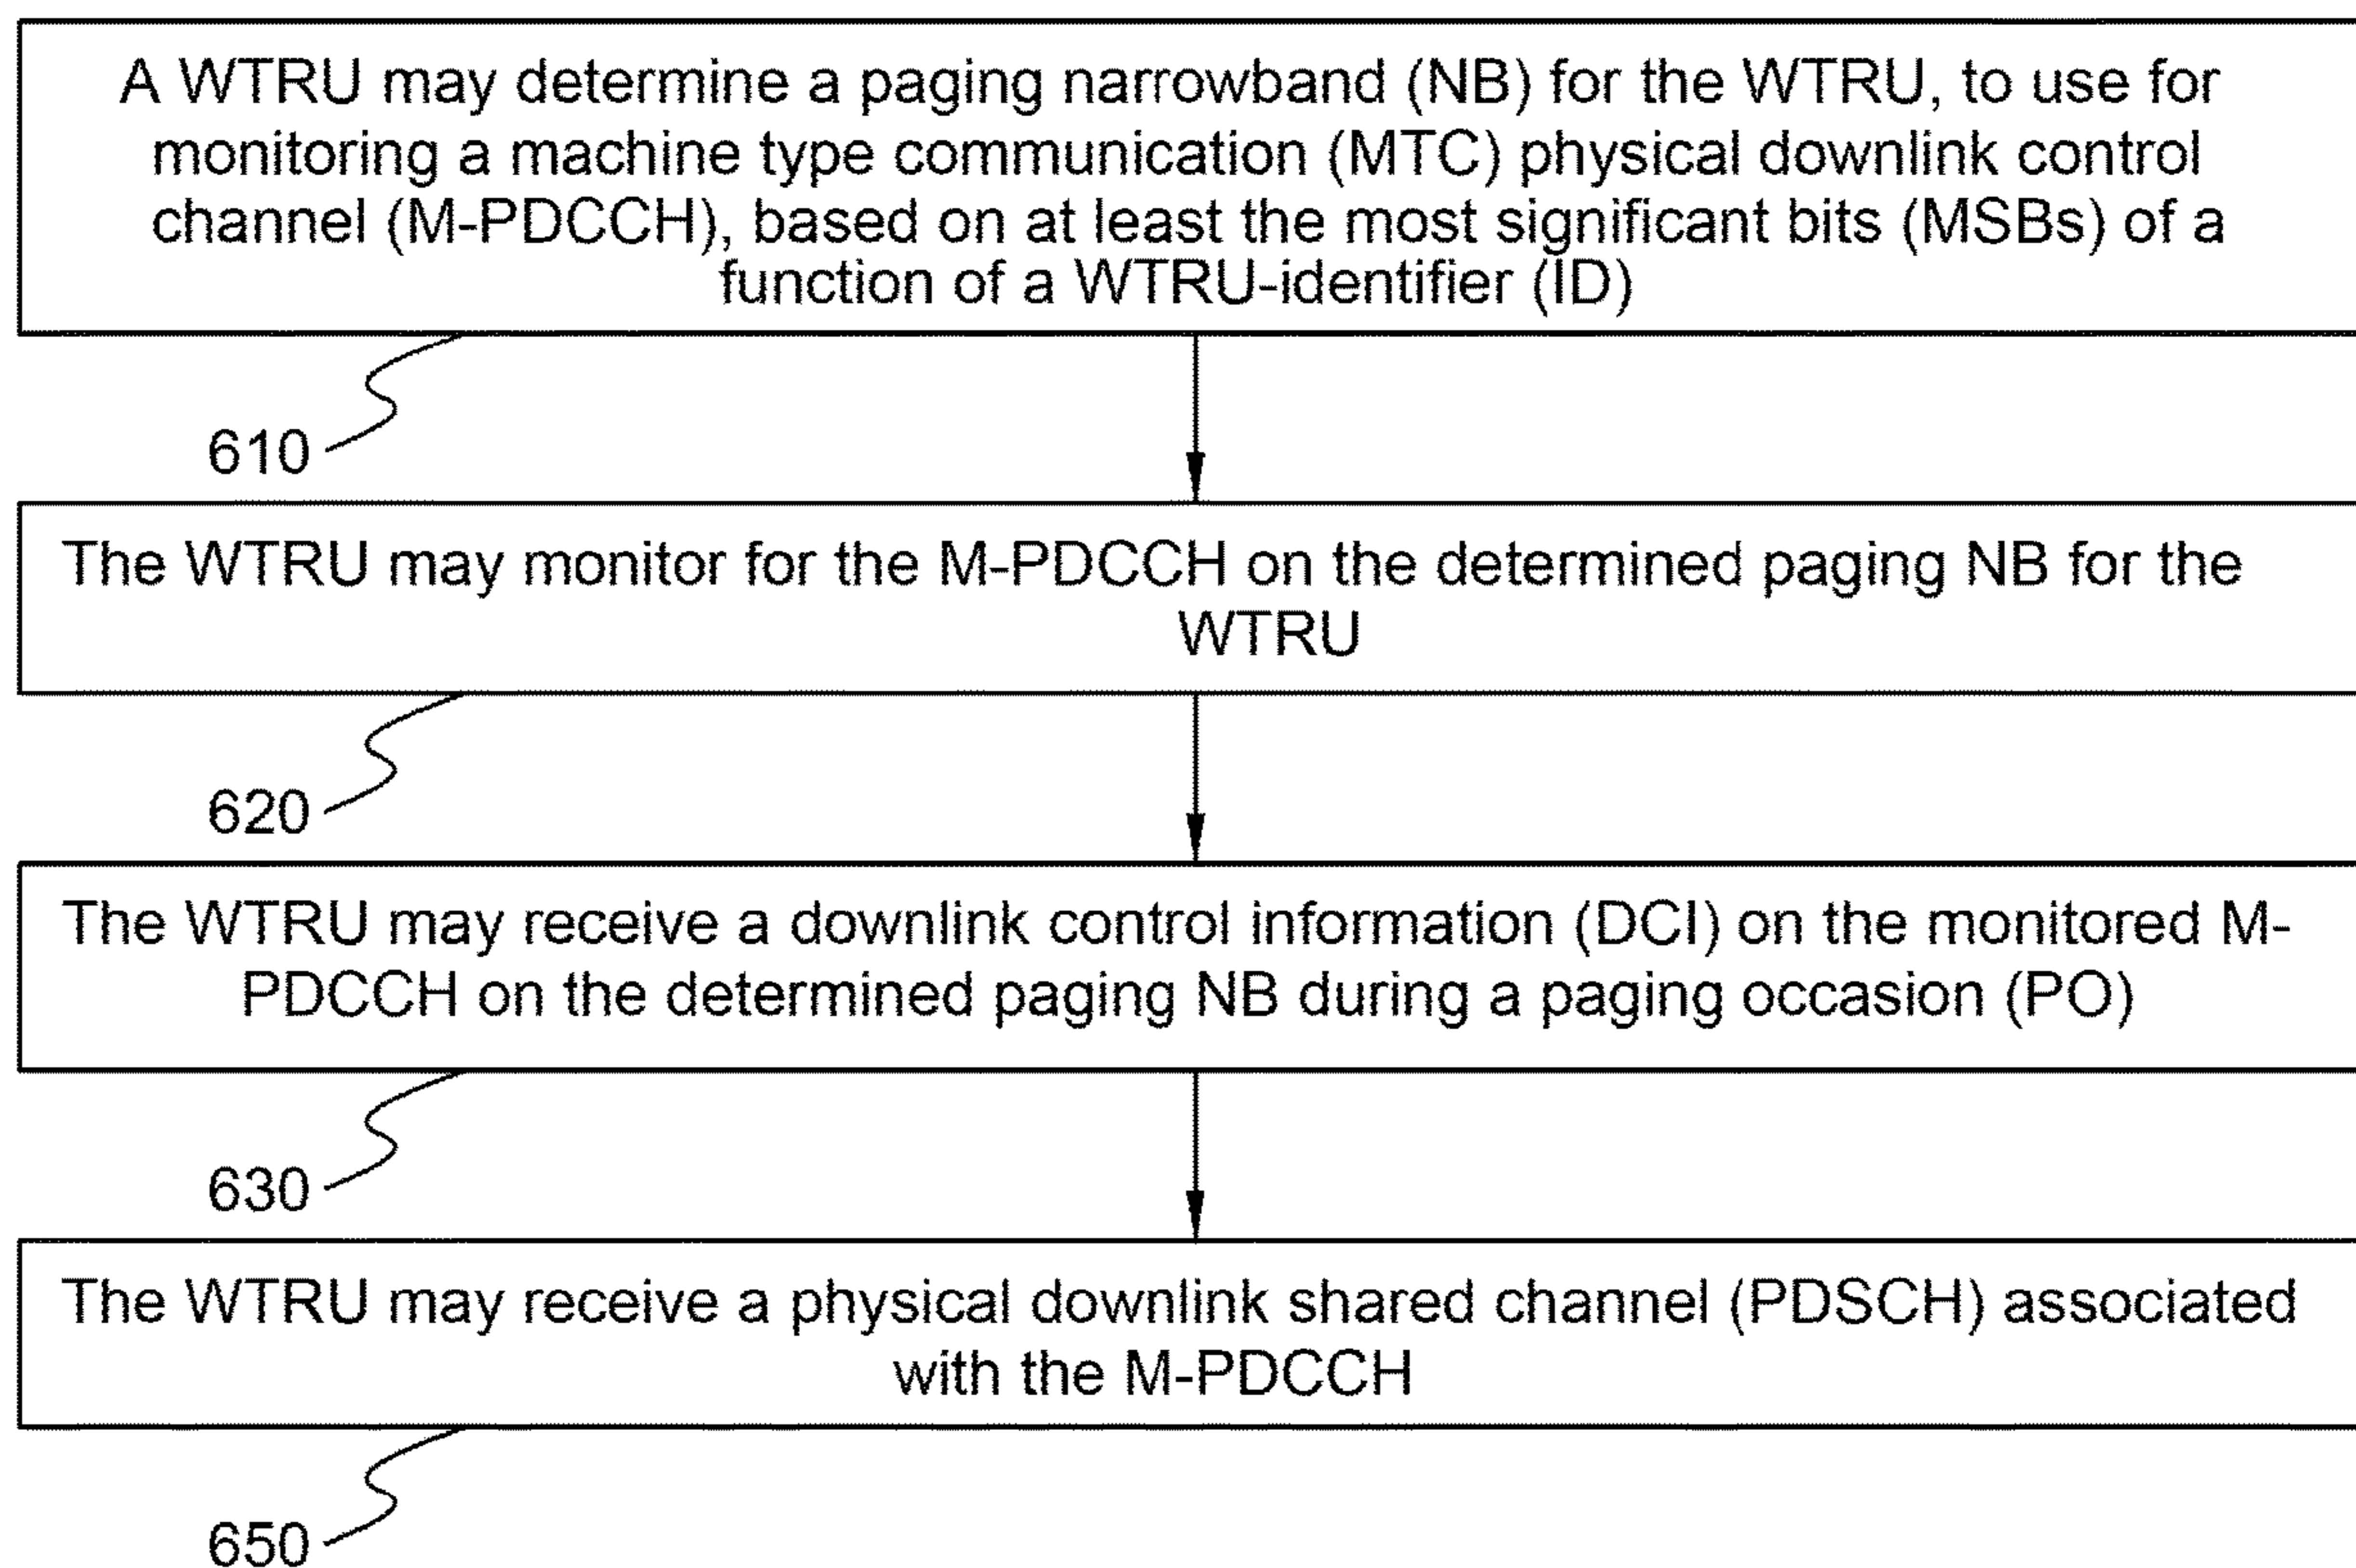 A WTRU may determine a paging narrowband (NB) for the WTRU, to use for
monitoring a machine type communication (MTC) physical downlink control
channel (M-PDCCH), based on at least the most significant bits (MSBs) of a
function of a WTRU-identifier (ID)
610
The WTRU may monitor for the M-PDCCH on the determined paging NB for the
WTRU
620
The WTRU may receive a downlink control information (DCI) on the monitored M-
PDCCH on the determined paging NB during a paging occasion (PO)
630
The WTRU may receive a physical downlink shared channel (PDSCH) associated
with the M-PDCCH
650